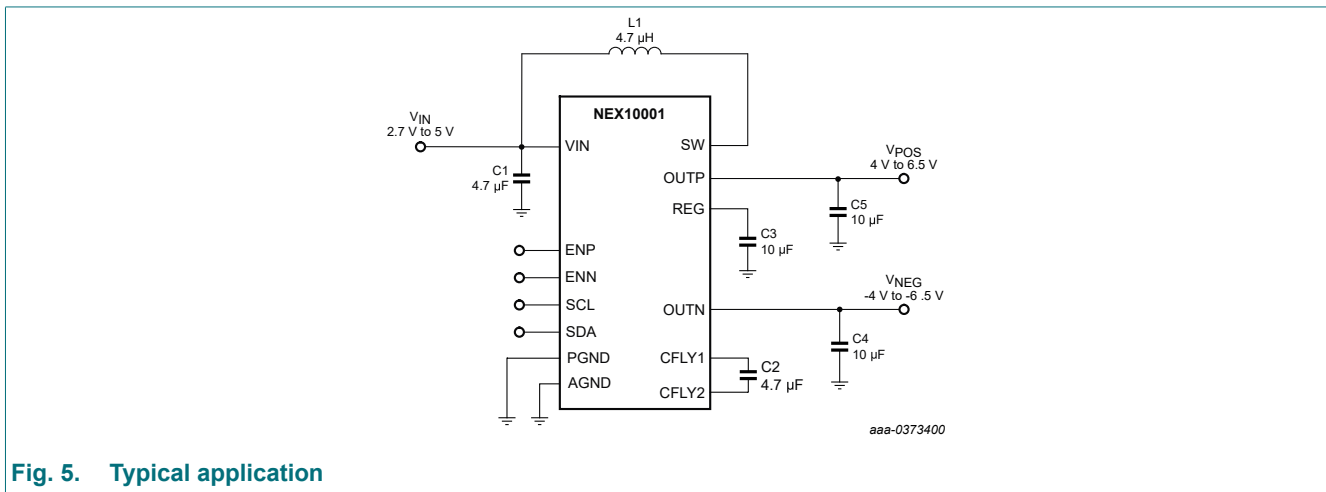 L1
4.7 µH
NEX10001
VIN
2.7 V to 5 V
VIN
SW
C1
4.7 µF
OUTP
VPOS
4 V to 6.5 V
REG
C5
10 µF
C3
10 µF
ENP
ENN
SCL
SDA
PGND
AGND
OUTN
VNEG
-4 V to -6 .5 V
C4
10 µF
CFLY1
C2
4.7 µF
CFLY2
aaa-0373400
Fig. 5. Typical application